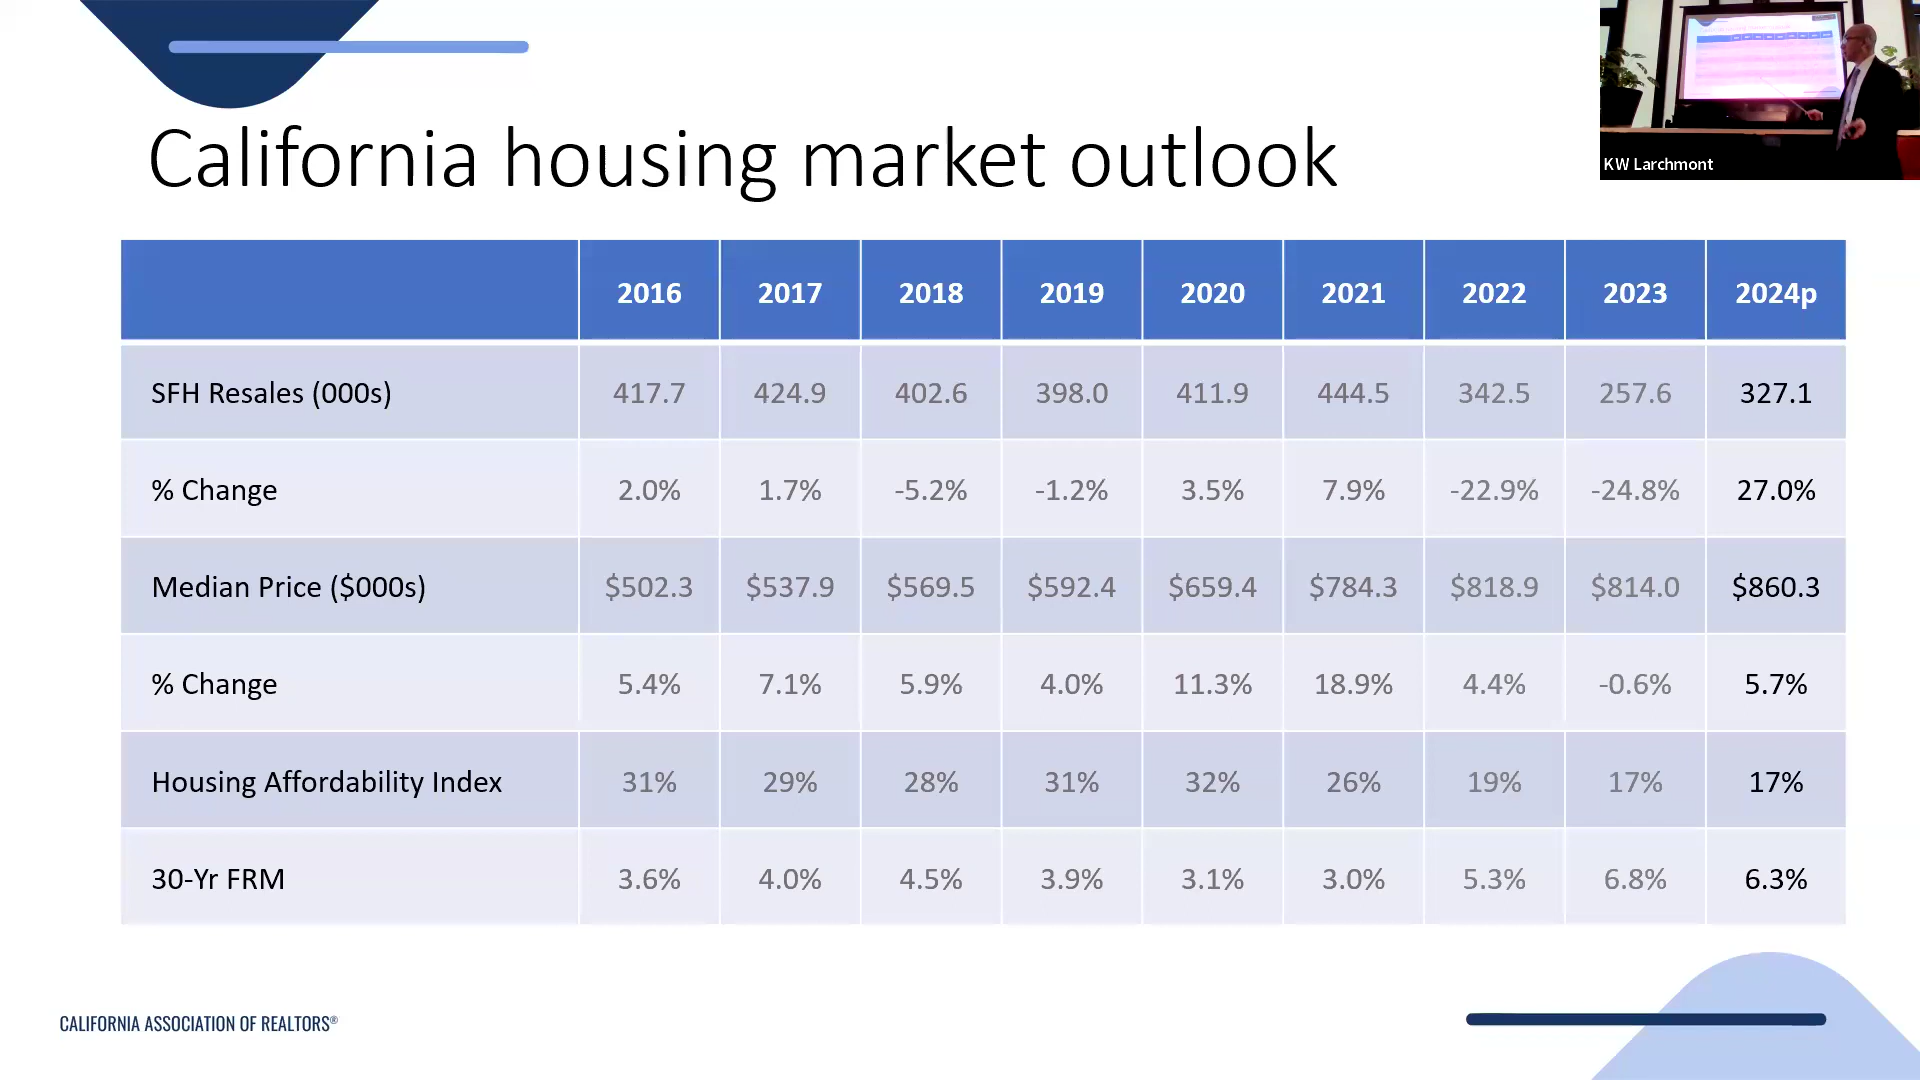 KW Larchmont
California housing market outlook
2016 2017 2018 2019 2020 2021 2022 2023 2024p
SFH Resales (000s) 417.7 424.9 402.6 398.0 411.9 444.5 342.5 257.6 327.1
% Change 2.0% 1.7% -5.2% -1.2% 3.5% 7.9% -22.9% -24.8% 27.0%
Median Price ($000s) $502.3 $537.9 $569.5 $592.4 $659.4 $784.3 $818.9 $814.0 $860.3
% Change 5.4% 7.1% 5.9% 4.0% 11.3% 18.9% 4.4% -0.6% 5.7%
Housing Affordability Index 31% 29% 28% 31% 32% 26% 19% 17% 17%
30-Yr FRM 3.6% 4.0% 4.5% 3.9% 3.1% 3.0% 5.3% 6.8% 6.3%
CALIFORNIA ASSOCIATION OF REALTORS®